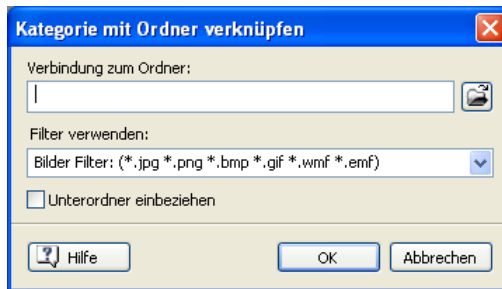 Kategorie mit Ordner verknüpfen
Verbindung zum Ordner:
Filter verwenden:
Bilder Filter: (*.jpg *.png *.bmp *.gif *.wmf *.emf)
Unterordner einbeziehen
Hilfe
OK
Abbrechen